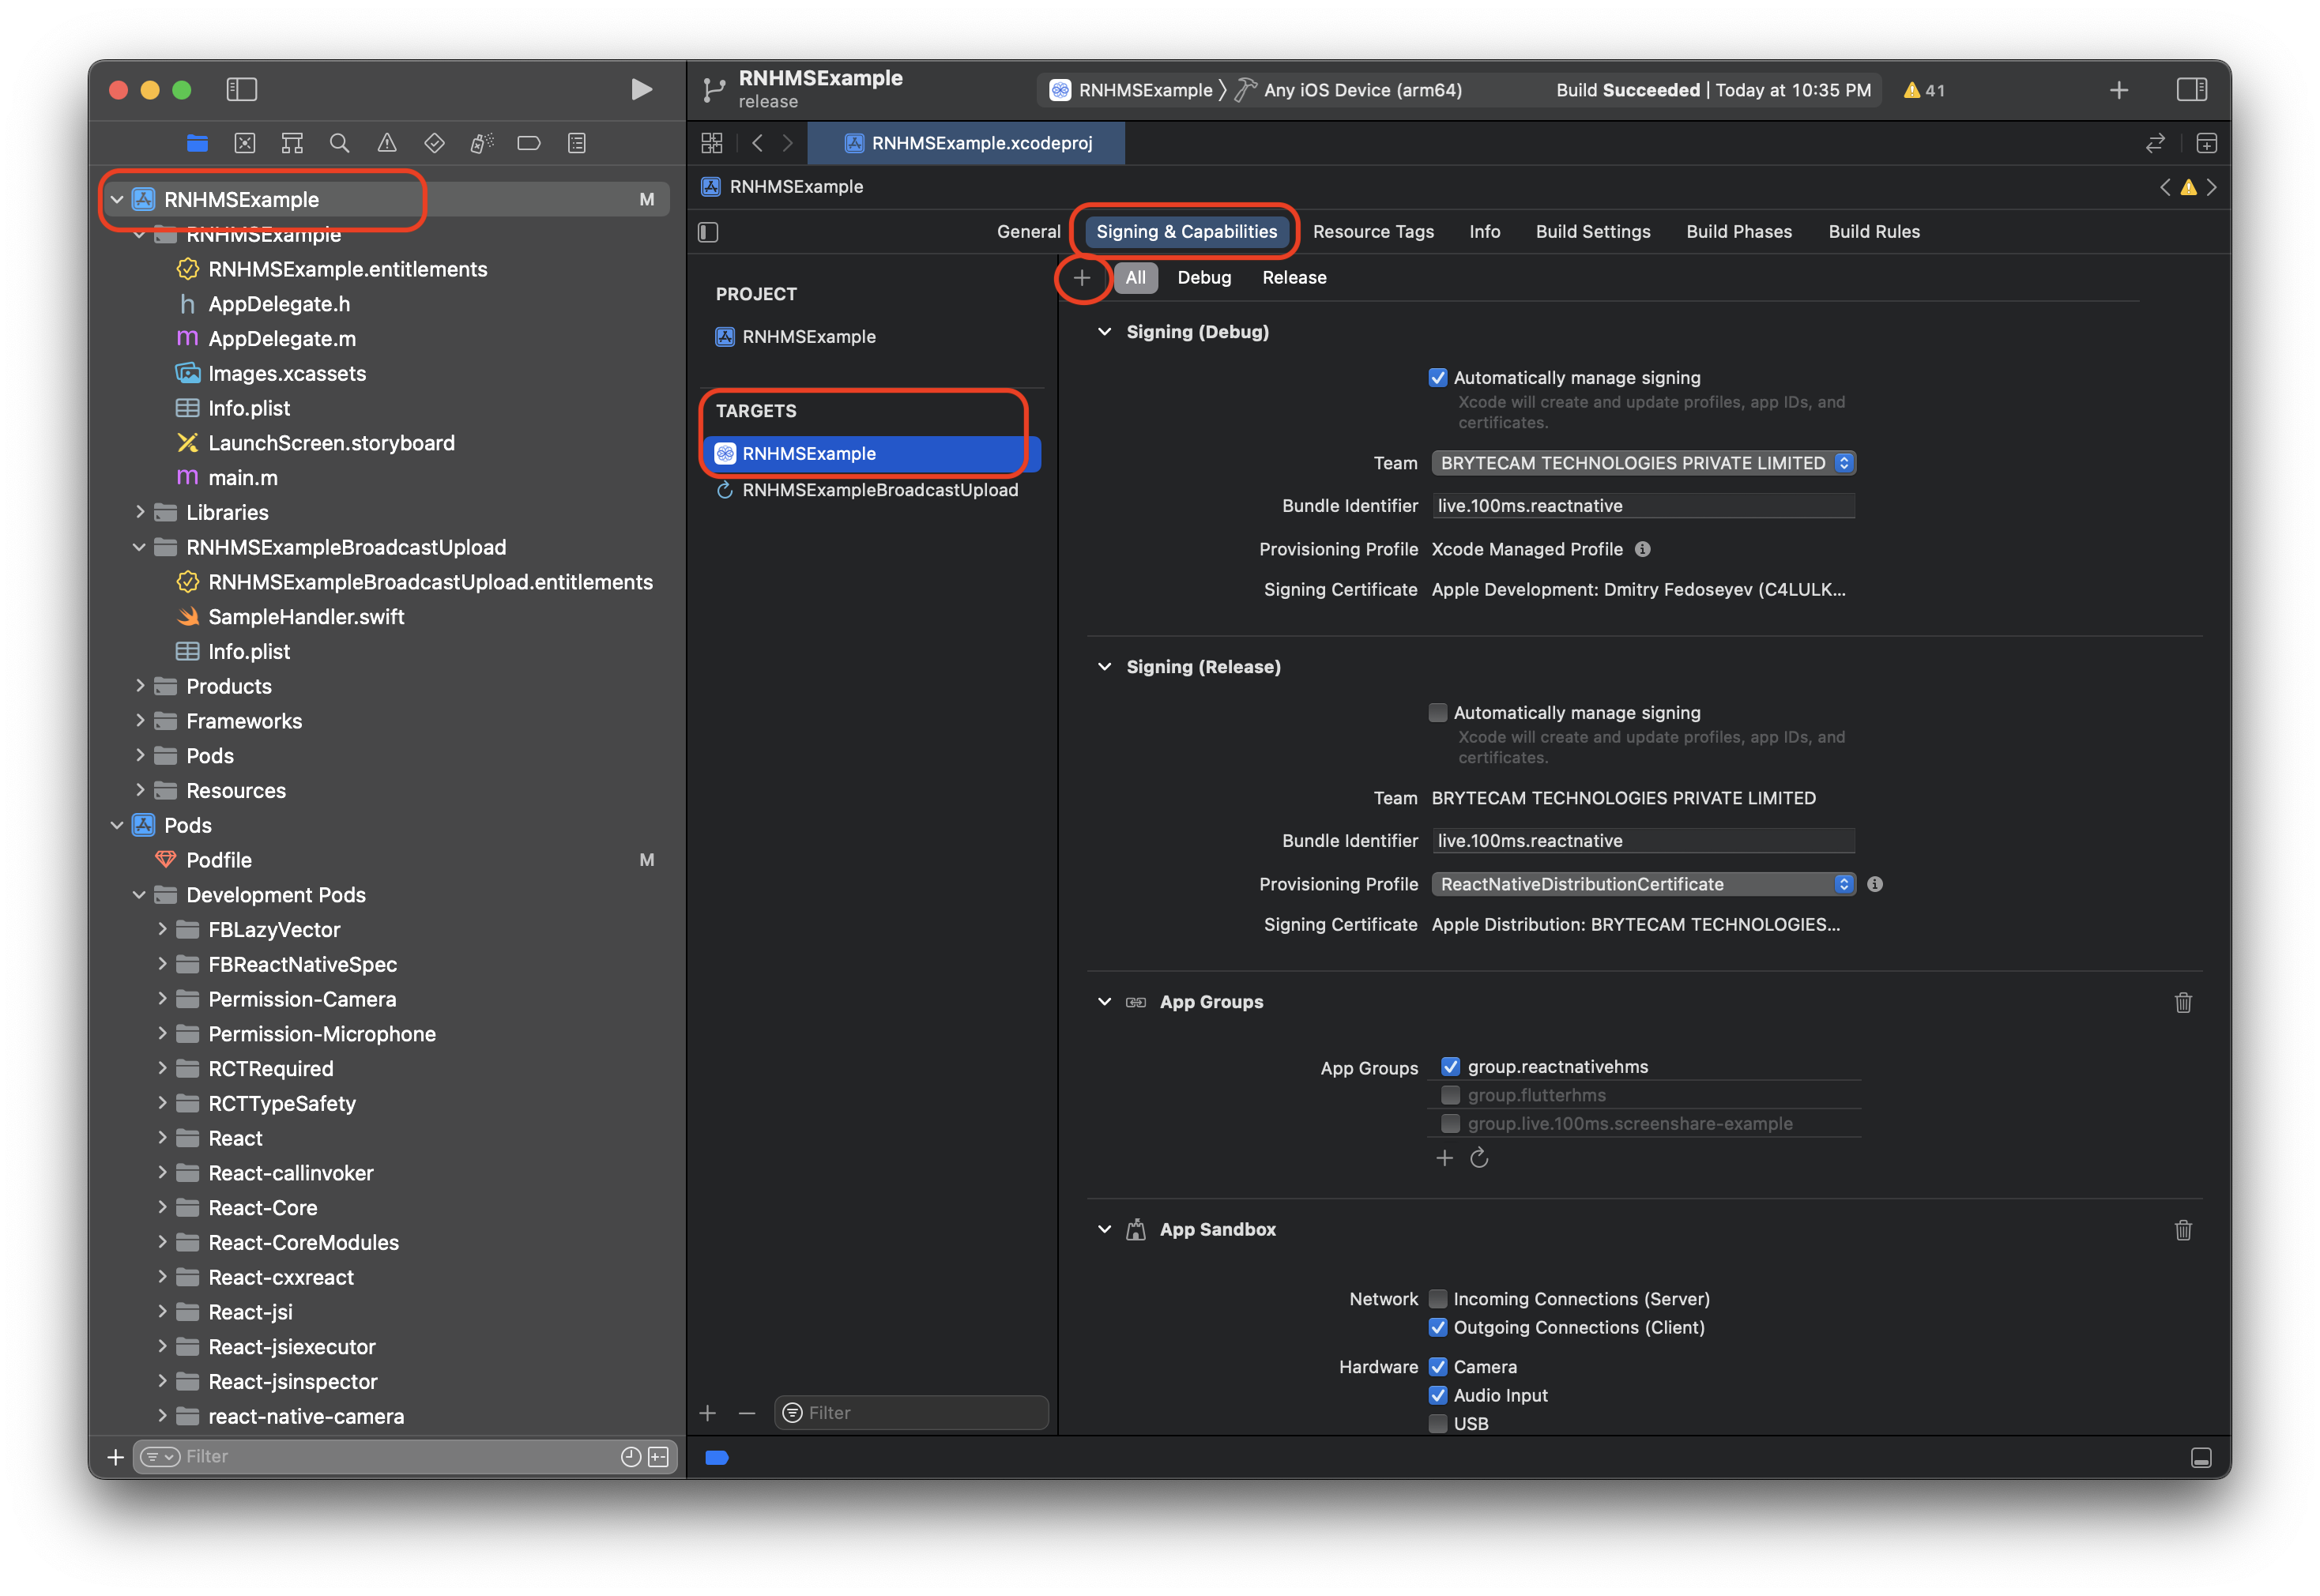 RNHMSExample
release
RNHMSExample
Any iOS Device (arm64)
Build Succeeded | Today at 10:35 PM
41
RNHMSExample M
RNHMSExample
RNHMSExample.entitlements
AppDelegate.h
AppDelegate.m
Images.xcassets
Info.plist
LaunchScreen.storyboard
main.m
Libraries
RNHMSExampleBroadcastUpload
RNHMSExampleBroadcastUpload.entitlements
SampleHandler.swift
Info.plist
Products
Frameworks
Pods
Resources
Pods
Podfile M
Development Pods
FBLazyVector
FBReactNativeSpec
Permission-Camera
Permission-Microphone
RCTRequired
RCTTypeSafety
React
React-callinvoker
React-Core
React-CoreModules
React-cxxreact
React-jsi
React-jsiexecutor
React-jsinspector
react-native-camera
Filter
RNHMSExample.xcodeproj
RNHMSExample
General Signing & Capabilities Resource Tags Info Build Settings Build Phases Build Rules
PROJECT
RNHMSExample
TARGETS
RNHMSExample
RNHMSExampleBroadcastUpload
Filter
All Debug Release
Signing (Debug)
Automatically manage signing
Xcode will create and update profiles, app IDs, and
certificates.
Team BRYTECAM TECHNOLOGIES PRIVATE LIMITED
Bundle Identifier live.100ms.reactnative
Provisioning Profile Xcode Managed Profile
Signing Certificate Apple Development: Dmitry Fedoseyev (C4LULK...
Signing (Release)
Automatically manage signing
Xcode will create and update profiles, app IDs, and
certificates.
Team BRYTECAM TECHNOLOGIES PRIVATE LIMITED
Bundle Identifier live.100ms.reactnative
Provisioning Profile ReactNativeDistributionCertificate
Signing Certificate Apple Distribution: BRYTECAM TECHNOLOGIES...
App Groups
App Groups group.reactnativehms
group.flutterhms
group.live.100ms.screenshare-example
App Sandbox
Network Incoming Connections (Server)
Outgoing Connections (Client)
Hardware Camera
Audio Input
USB